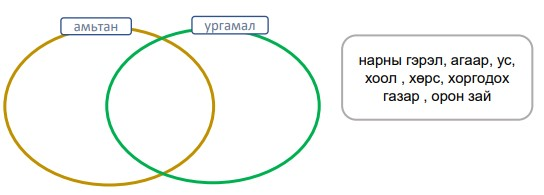 амьтан
ургамал
нарны гэрэл, агаар, ус,
хоол , хөрс, хоргодох
газар , орон зай